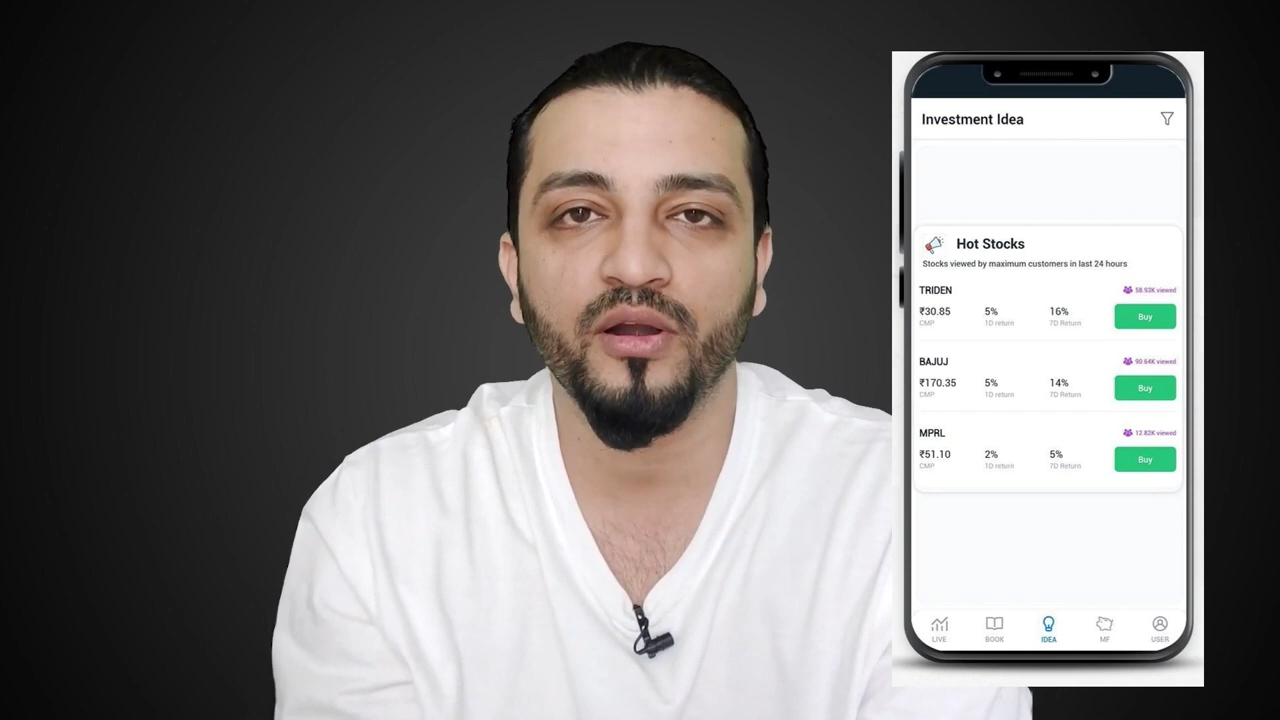 Investment Idea
Hot Stocks
Stocks viewed by maximum customers in last 24 hours
TRIDEN 58.93K viewed
₹30.85 5% 16% Buy
CMP 1D return 7D Return
BAJUJ 90.64K viewed
₹170.35 5% 14% Buy
CMP 1D return 7D Return
MPRL 12.82K viewed
₹51.10 2% 5% Buy
CMP 1D return 7D Return
LIVE BOOK IDEA MF USER